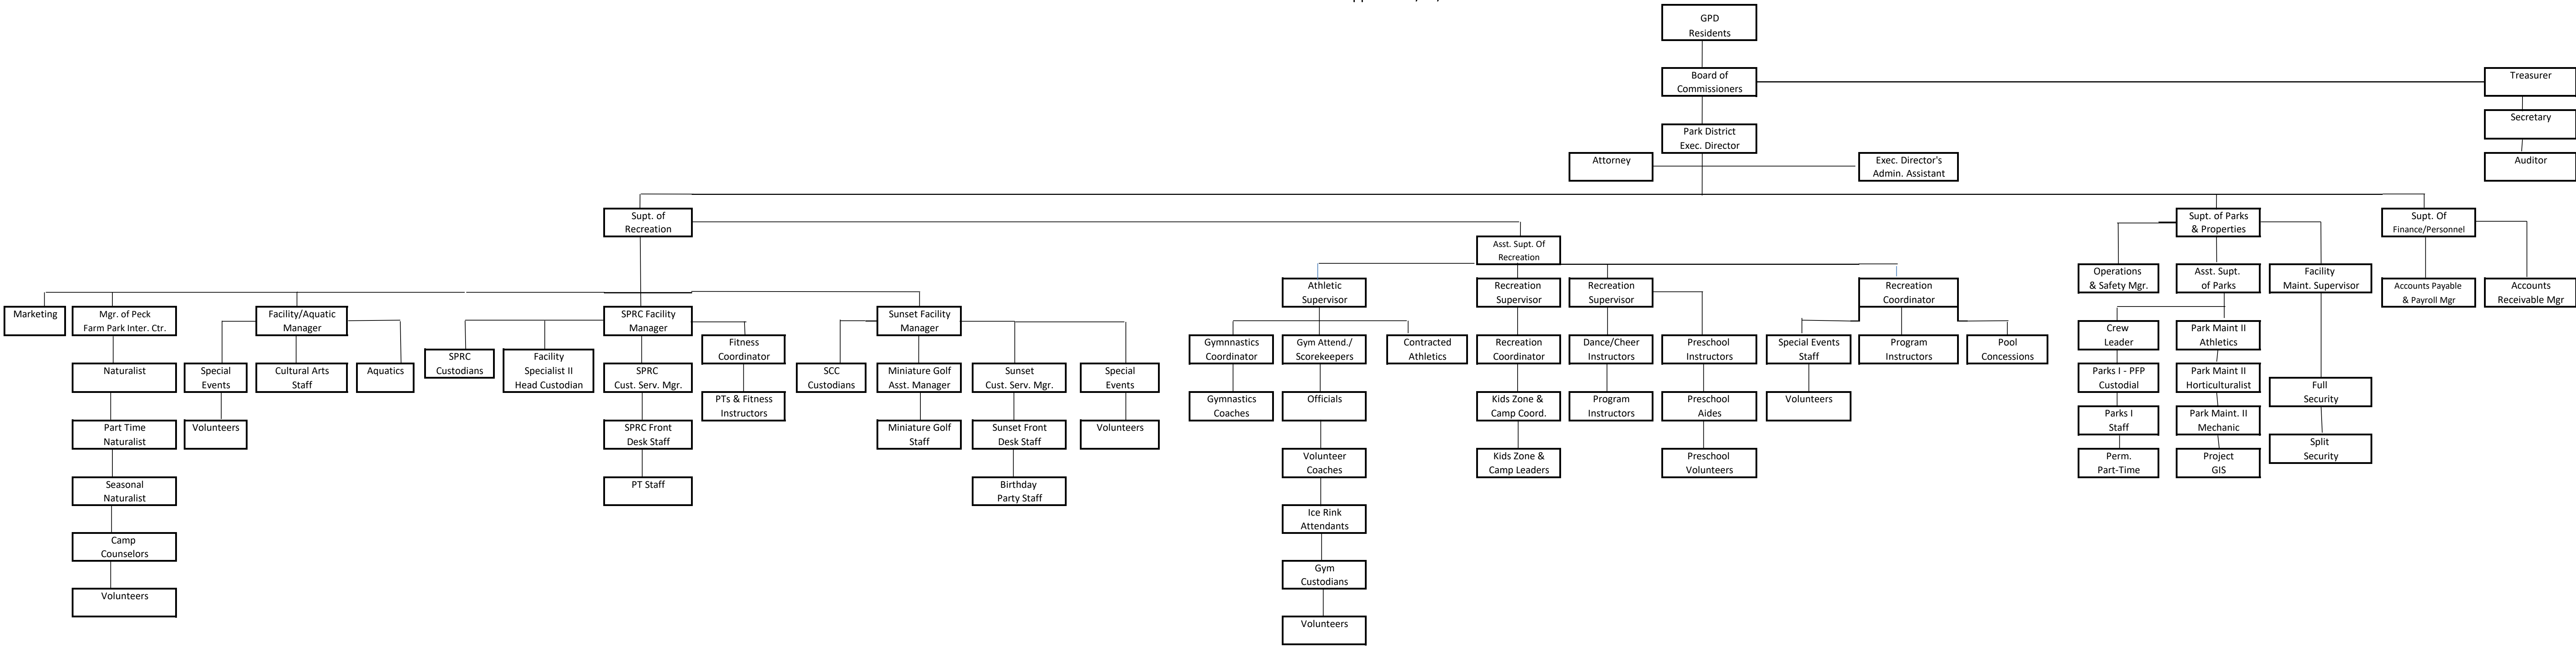 GPD
Residents
Board of
Commissioners
Treasurer
Secretary
Park District
Exec. Director
Attorney
Exec. Director's
Admin. Assistant
Auditor
Supt. of
Recreation
Supt. of Parks
& Properties
Supt. Of
Finance/Personnel
Asst. Supt. Of
Recreation
Athletic
Supervisor
Recreation
Supervisor
Recreation
Supervisor
Recreation
Coordinator
Operations
& Safety Mgr.
Asst. Supt.
of Parks
Facility
Maint. Supervisor
Accounts Payable
& Payroll Mgr
Accounts
Receivable Mgr
Marketing
Mgr. of Peck
Farm Park Inter. Ctr.
Facility/Aquatic
Manager
SPRC Facility
Manager
Sunset Facility
Manager
Fitness
Coordinator
Gymnnastics
Coordinator
Gym Attend./
Scorekeepers
Contracted
Athletics
Recreation
Coordinator
Dance/Cheer
Instructors
Preschool
Instructors
Special Events
Staff
Program
Instructors
Pool
Concessions
Crew
Leader
Park Maint II
Athletics
SPRC
Custodians
Facility
Specialist II
Head Custodian
Naturalist
Special
Events
Cultural Arts
Staff
Aquatics
SPRC
Cust. Serv. Mgr.
SCC
Custodians
Miniature Golf
Asst. Manager
Sunset
Cust. Serv. Mgr.
Special
Events
Parks I - PFP
Custodial
Park Maint II
Horticulturalist
Full
Security
PTs & Fitness
Instructors
Gymnastics
Coaches
Officials
Kids Zone &
Camp Coord.
Program
Instructors
Preschool
Aides
Volunteers
Parks I
Staff
Park Maint. II
Mechanic
Part Time
Naturalist
Volunteers
SPRC Front
Desk Staff
Miniature Golf
Staff
Sunset Front
Desk Staff
Volunteers
Split
Security
Volunteer
Coaches
Kids Zone &
Camp Leaders
Preschool
Volunteers
Perm.
Part-Time
Project
GIS
Seasonal
Naturalist
PT Staff
Birthday
Party Staff
Ice Rink
Attendants
Camp
Counselors
Gym
Custodians
Volunteers
Volunteers